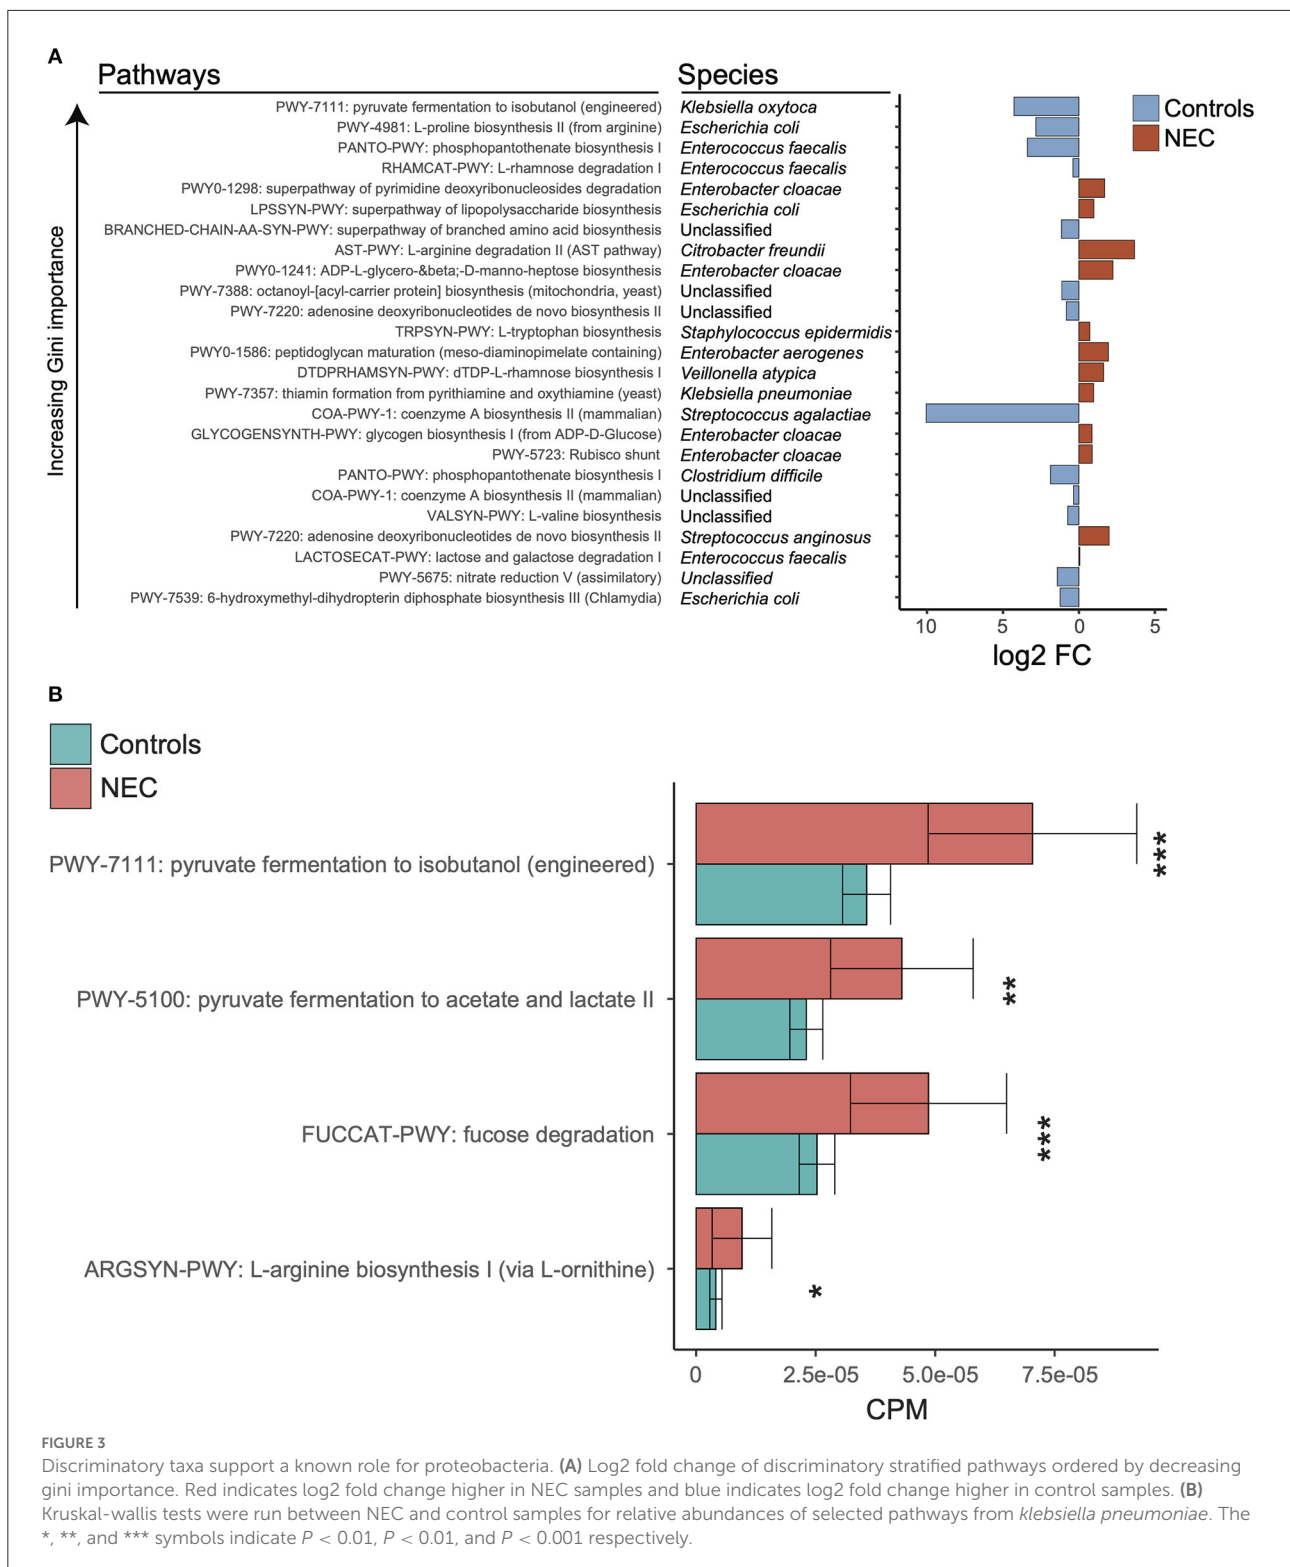 A
Pathways Species
Increasing Gini importance
PWY-7111: pyruvate fermentation to isobutanol (engineered) Klebsiella oxytoca
PWY-4981: L-proline biosynthesis II (from arginine) Escherichia coli
PANTO-PWY: phosphopantothenate biosynthesis I Enterococcus faecalis
RHAMCAT-PWY: L-rhamnose degradation I Enterococcus faecalis
PWY0-1298: superpathway of pyrimidine deoxyribonucleosides degradation Enterobacter cloacae
LPSSYN-PWY: superpathway of lipopolysaccharide biosynthesis Escherichia coli
BRANCHED-CHAIN-AA-SYN-PWY: superpathway of branched amino acid biosynthesis Unclassified
AST-PWY: L-arginine degradation II (AST pathway) Citrobacter freundii
PWY0-1241: ADP-L-glycero-&beta;-D-manno-heptose biosynthesis Enterobacter cloacae
PWY-7388: octanoyl-[acyl-carrier protein] biosynthesis (mitochondria, yeast) Unclassified
PWY-7220: adenosine deoxyribonucleotides de novo biosynthesis II Unclassified
TRPSYN-PWY: L-tryptophan biosynthesis Staphylococcus epidermidis
PWY0-1586: peptidoglycan maturation (meso-diaminopimelate containing) Enterobacter aerogenes
DTDPRHAMSYN-PWY: dTDP-L-rhamnose biosynthesis I Veillonella atypica
PWY-7357: thiamin formation from pyrithiamine and oxythiamine (yeast) Klebsiella pneumoniae
COA-PWY-1: coenzyme A biosynthesis II (mammalian) Streptococcus agalactiae
GLYCOGENSYNTH-PWY: glycogen biosynthesis I (from ADP-D-Glucose) Enterobacter cloacae
PWY-5723: Rubisco shunt Enterobacter cloacae
PANTO-PWY: phosphopantothenate biosynthesis I Clostridium difficile
COA-PWY-1: coenzyme A biosynthesis II (mammalian) Unclassified
VALSYN-PWY: L-valine biosynthesis Unclassified
PWY-7220: adenosine deoxyribonucleotides de novo biosynthesis II Streptococcus anginosus
LACTOSECAT-PWY: lactose and galactose degradation I Enterococcus faecalis
PWY-5675: nitrate reduction V (assimilatory) Unclassified
PWY-7539: 6-hydroxymethyl-dihydropterin diphosphate biosynthesis III (Chlamydia) Escherichia coli
Controls
NEC
10 5 0 5
log2 FC
B
Controls
NEC
PWY-7111: pyruvate fermentation to isobutanol (engineered)
***
PWY-5100: pyruvate fermentation to acetate and lactate II
**
FUCCAT-PWY: fucose degradation
***
ARGSYN-PWY: L-arginine biosynthesis I (via L-ornithine)
*
0 2.5e-05 5.0e-05 7.5e-05
CPM
FIGURE 3
Discriminatory taxa support a known role for proteobacteria. (A) Log2 fold change of discriminatory stratified pathways ordered by decreasing
gini importance. Red indicates log2 fold change higher in NEC samples and blue indicates log2 fold change higher in control samples. (B)
Kruskal-wallis tests were run between NEC and control samples for relative abundances of selected pathways from klebsiella pneumoniae. The
*, **, and *** symbols indicate P < 0.01, P < 0.01, and P < 0.001 respectively.